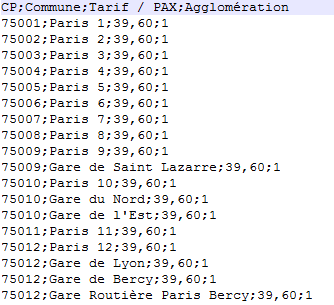 CP;Commune;Tarif / PAX;Agglomération
75001;Paris 1;39,60;1
75002;Paris 2;39,60;1
75003;Paris 3;39,60;1
75004;Paris 4;39,60;1
75005;Paris 5;39,60;1
75006;Paris 6;39,60;1
75007;Paris 7;39,60;1
75008;Paris 8;39,60;1
75009;Paris 9;39,60;1
75009;Gare de Saint Lazarre;39,60;1
75010;Paris 10;39,60;1
75010;Gare du Nord;39,60;1
75010;Gare de l'Est;39,60;1
75011;Paris 11;39,60;1
75012;Paris 12;39,60;1
75012;Gare de Lyon;39,60;1
75012;Gare de Bercy;39,60;1
75012;Gare Routière Paris Bercy;39,60;1